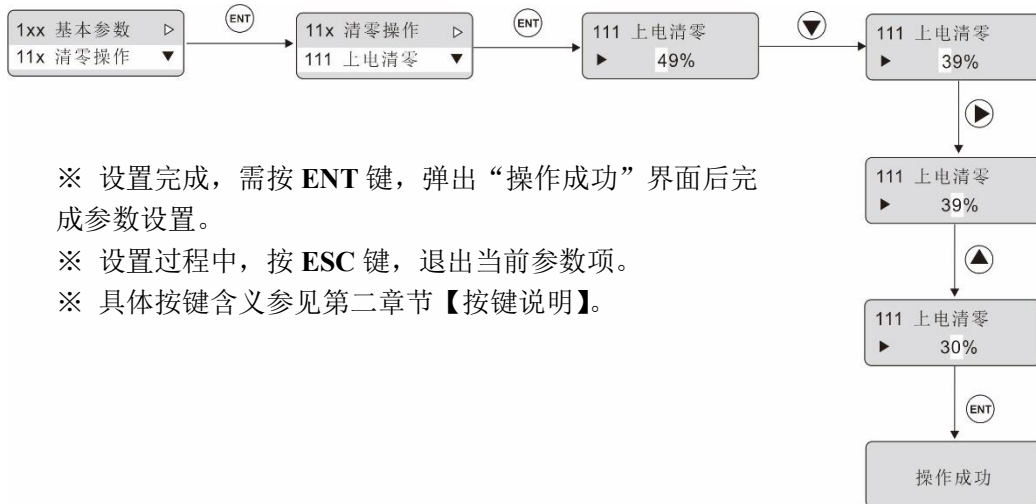 1xx 基本参数 ▷
11x 清零操作 ▼
ENT
11x 清零操作 ▷
111 上电清零 ▼
ENT
111 上电清零
▶ 49%
▼
111 上电清零
▶ 39%
▶
111 上电清零
▶ 39%
▲
111 上电清零
▶ 30%
ENT
操作成功
※ 设置完成，需按 ENT 键，弹出“操作成功”界面后完
成参数设置。
※ 设置过程中，按 ESC 键，退出当前参数项。
※ 具体按键含义参见第二章节【按键说明】。